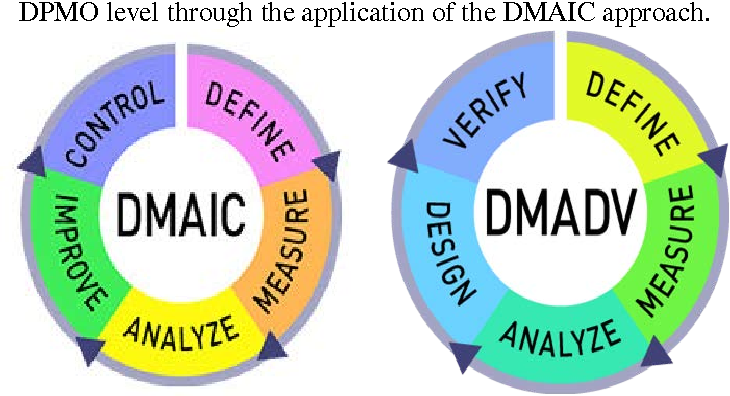 DPMO level through the application of the DMAIC approach.
CONTROL
DEFINE
MEASURE
ANALYZE
IMPROVE
DMAIC
VERIFY
DEFINE
MEASURE
ANALYZE
DESIGN
DMADV